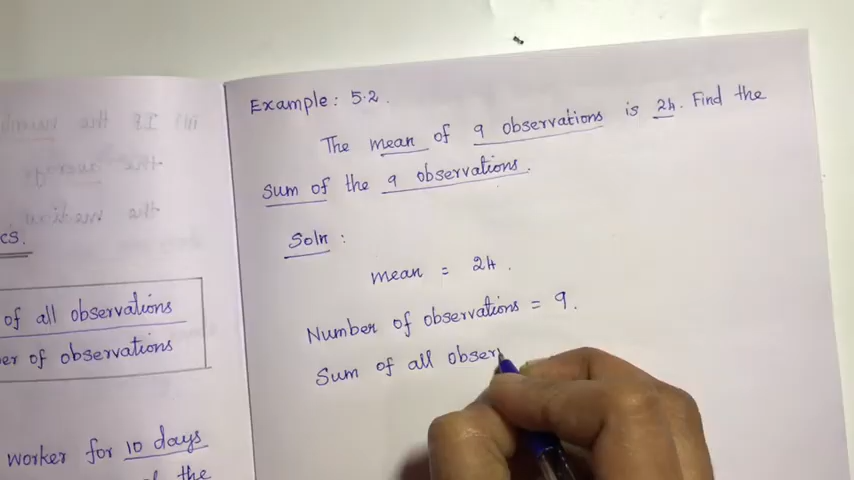 cs.
of all observations
er of observations
worker for 10 days
the
Example: 5.2.
The mean of 9 observations is 24. Find the
sum of the 9 observations.
Soln :
mean = 24.
Number of observations = 9.
Sum of all obser